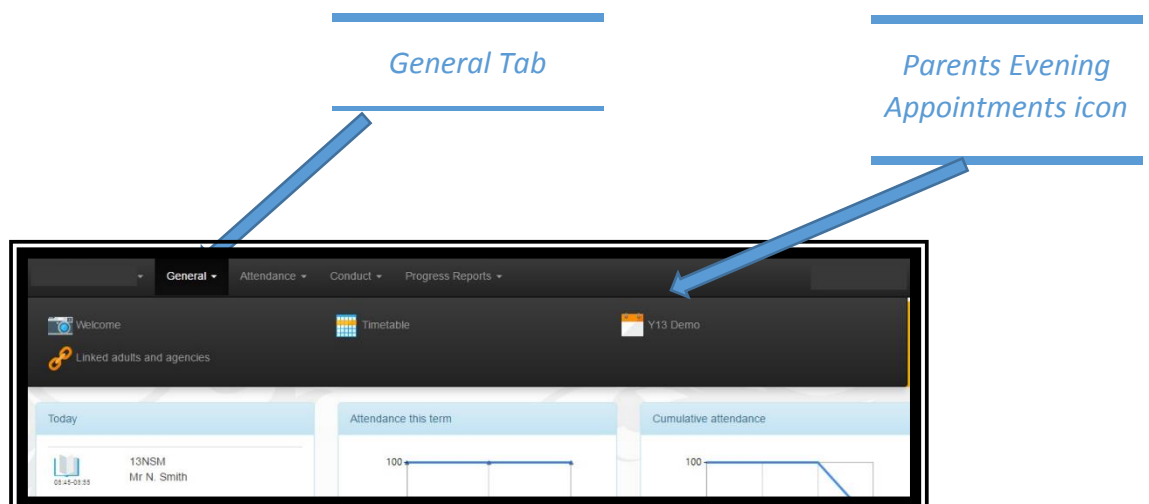 General Tab
Parents Evening
Appointments icon
General
Attendance
Conduct
Progress Reports
Welcome
Timetable
Y13 Demo
Linked adults and agencies
Today
Attendance this term
Cumulative attendance
13NSM
Mr N. Smith
100
100